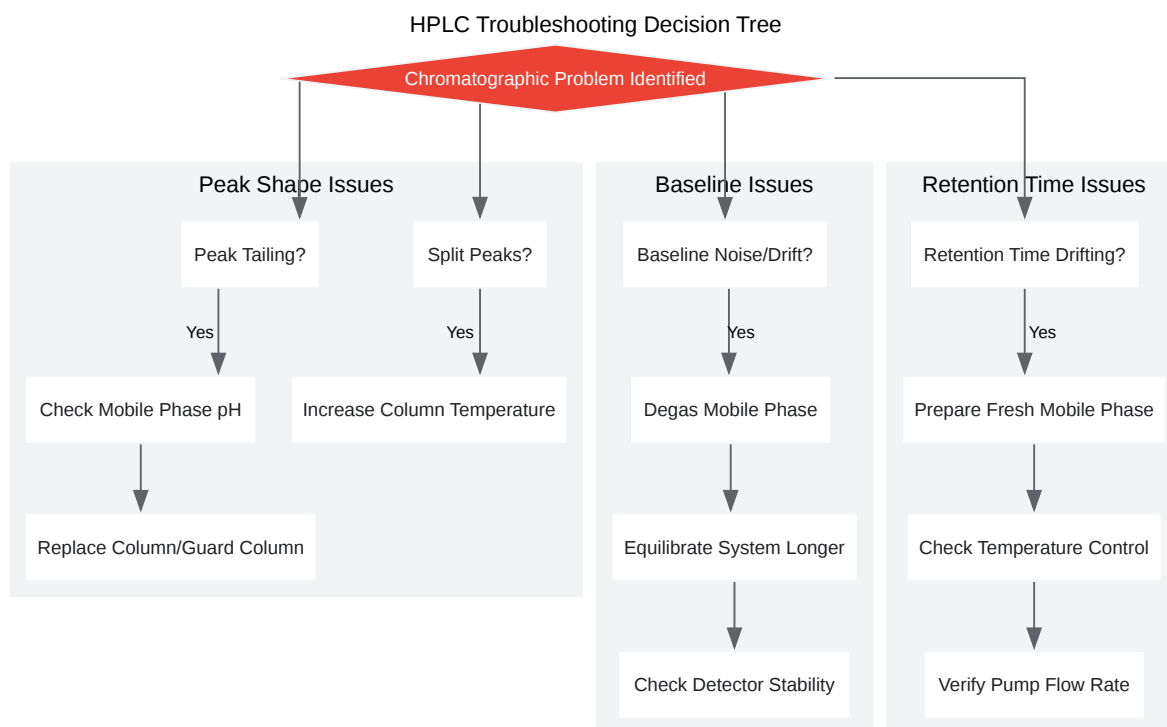 HPLC Troubleshooting Decision Tree
Chromatographic Problem Identified
Peak Shape Issues
Baseline Issues
Retention Time Issues
Peak Tailing?
Split Peaks?
Baseline Noise/Drift?
Retention Time Drifting?
Yes
Yes
Yes
Yes
Check Mobile Phase pH
Increase Column Temperature
Degas Mobile Phase
Prepare Fresh Mobile Phase
Replace Column/Guard Column
Equilibrate System Longer
Check Temperature Control
Check Detector Stability
Verify Pump Flow Rate